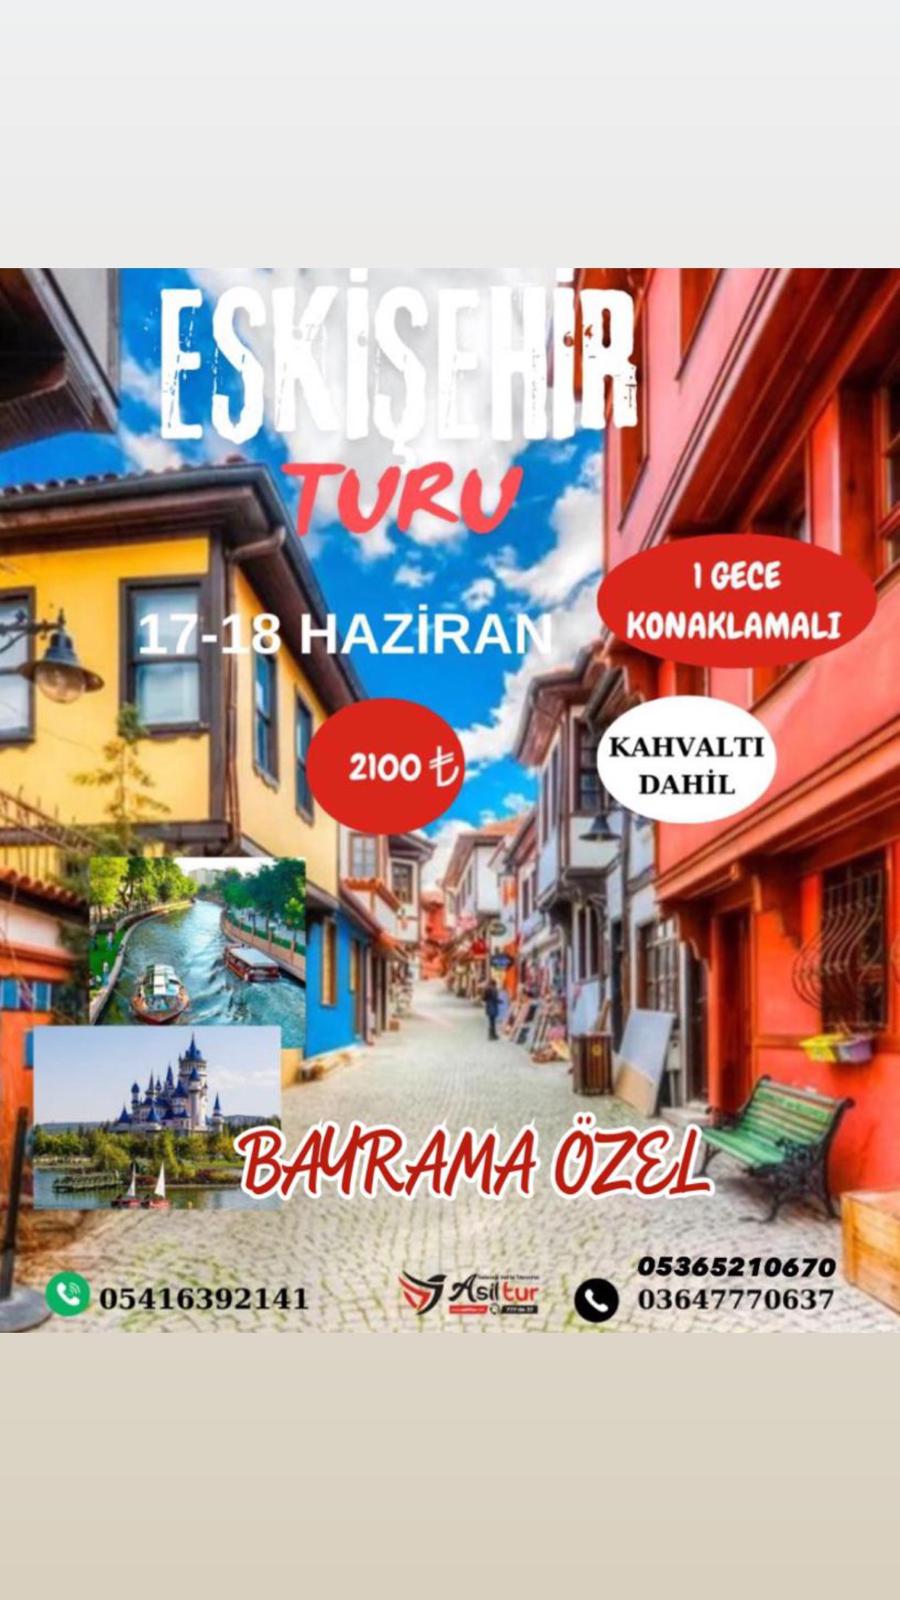 ESKİŞEHİR
TURU
17-18 HAZİRAN
1 GECE
KONAKLAMALI
2100 ₺
KAHVALTI
DAHİL
BAYRAMA ÖZEL
05416392141
Asil tur
05365210670
03647770637